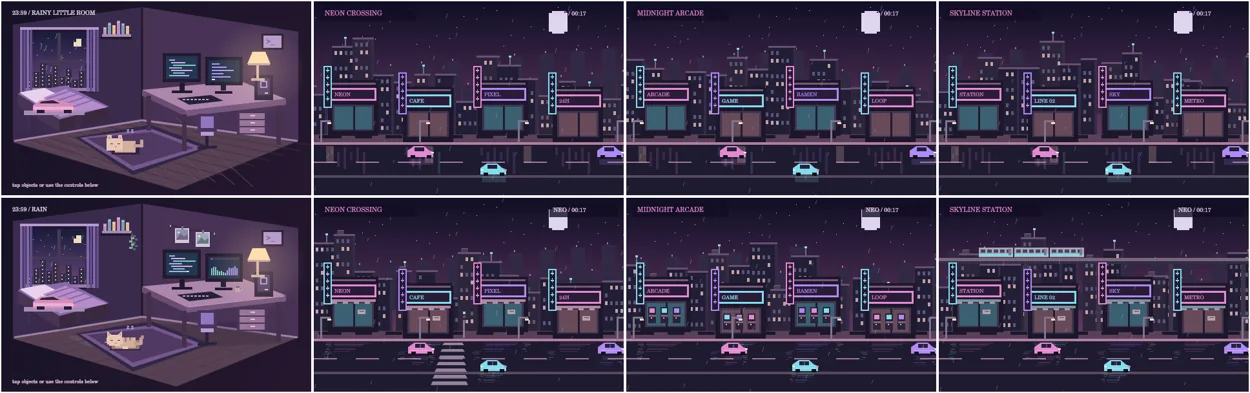 23:59 / RAINY LITTLE ROOM
tap objects or use the controls below
NEON CROSSING
/ 00:17
NEON
CAFE
PIXEL
24H
MIDNIGHT ARCADE
/ 00:17
ARCADE
GAME
RAMEN
LOOP
SKYLINE STATION
/ 00:17
STATION
LINE 02
SKY
METRO
23:59 / RAIN
tap objects or use the controls below
NEON CROSSING
NEO / 00:17
NEON
CAFE
PIXEL
24H
MIDNIGHT ARCADE
NEO / 00:17
ARCADE
GAME
RAMEN
LOOP
SKYLINE STATION
NEO / 00:17
STATION
LINE 02
SKY
METRO